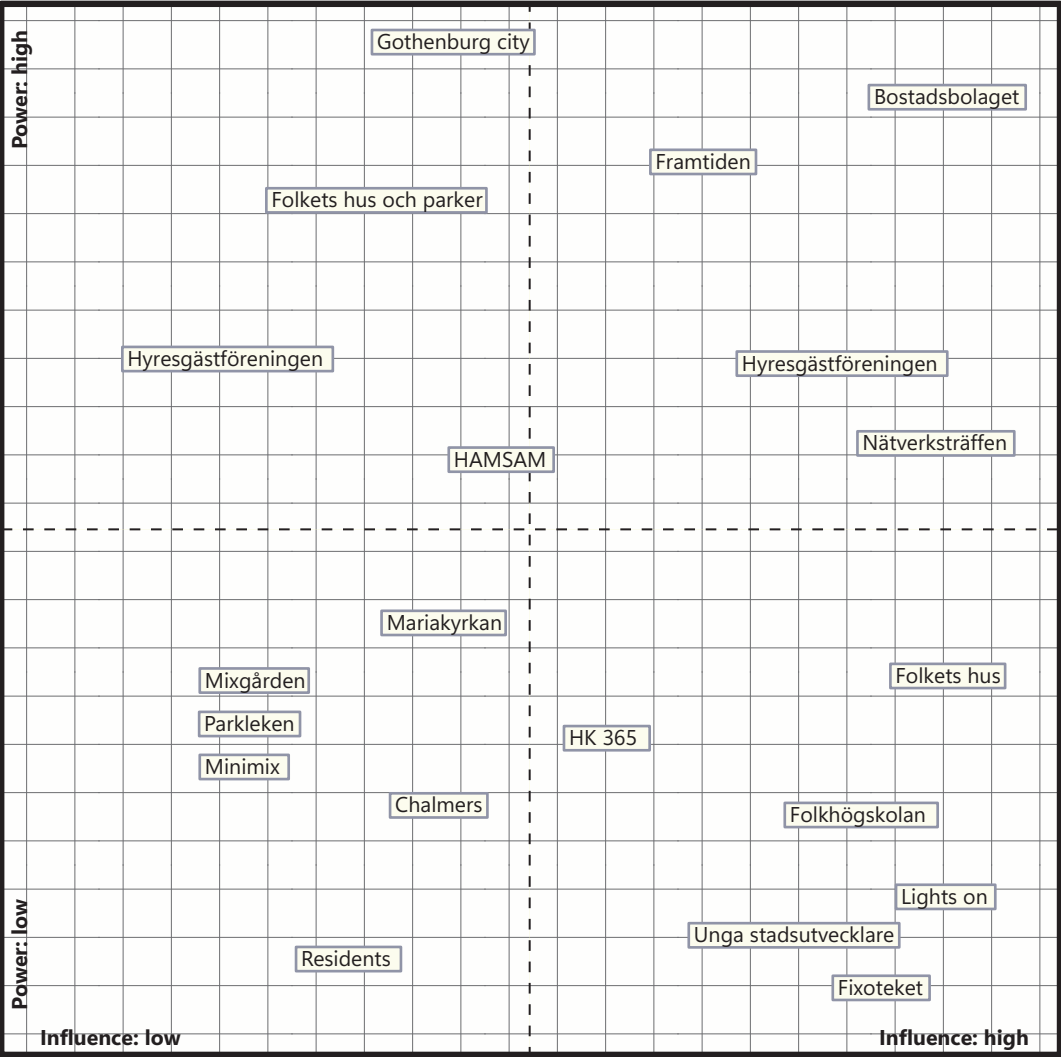 Power: high
Gothenburg city
Bostadsbolaget
Framtiden
Folkets hus och parker
Hyresgästföreningen
Hyresgästföreningen
Nätverksträffen
HAMSAM
Mariakyrkan
Folkets hus
Mixgården
Parkleken
HK 365
Minimix
Chalmers
Folkhögskolan
Lights on
Unga stadsutvecklare
Residents
Fixoteket
Power: low
Influence: low
Influence: high